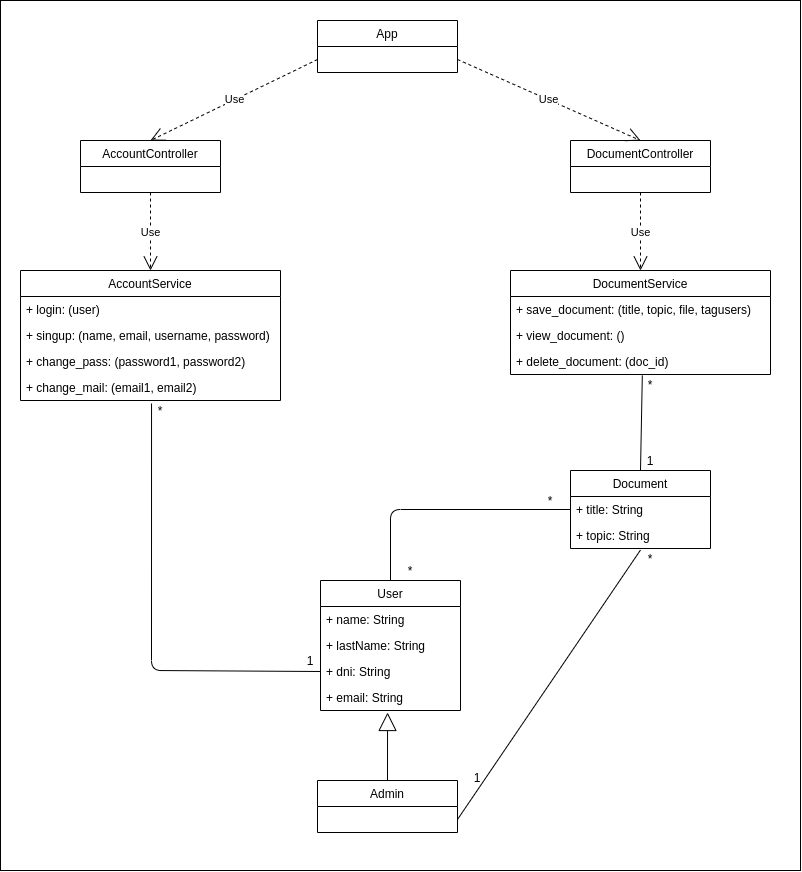 App
Use
Use
AccountController
DocumentController
Use
Use
AccountService
+ login: (user)
+ singup: (name, email, username, password)
+ change_pass: (password1, password2)
+ change_mail: (email1, email2)
*
DocumentService
+ save_document: (title, topic, file, tagusers)
+ view_document: ()
+ delete_document: (doc_id)
*
1
Document
+ title: String
+ topic: String
*
*
*
User
+ name: String
+ lastName: String
+ dni: String
+ email: String
1
1
Admin